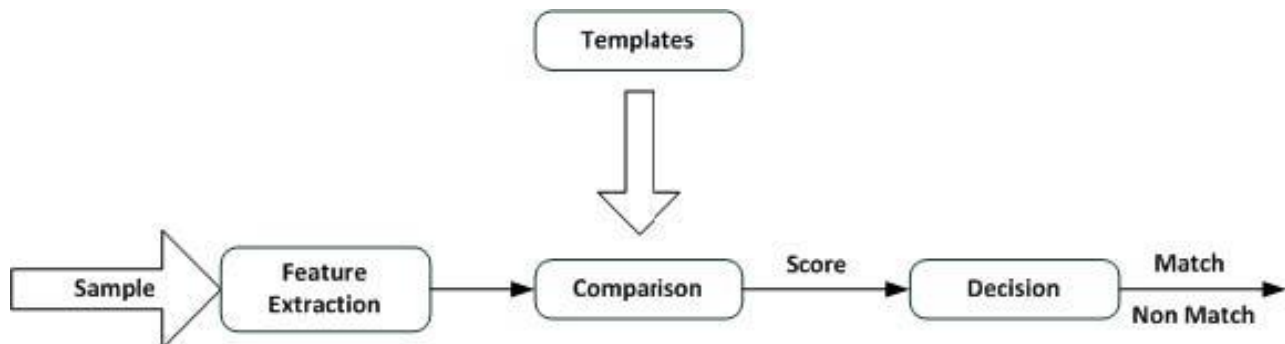 Templates
Sample
Feature
Extraction
Comparison
Score
Decision
Match
Non Match